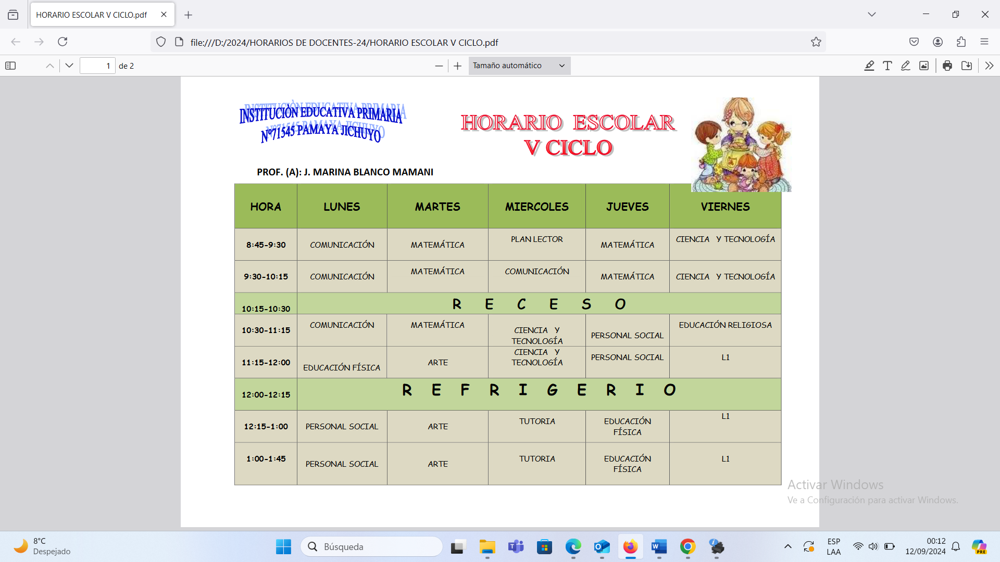 HORARIO ESCOLAR V CICLO.pdf
file:///D:/2024/HORARIOS DE DOCENTES-24/HORARIO ESCOLAR V CICLO.pdf
1 de 2
Tamaño automático
INSTITUCIÒN EDUCATIVA PRIMARIA
Nº71545 PAMAYA JICHUYO
HORARIO ESCOLAR
V CICLO
PROF. (A): J. MARINA BLANCO MAMANI
HORA LUNES MARTES MIERCOLES JUEVES VIERNES
8:45-9:30 COMUNICACIÓN MATEMÁTICA PLAN LECTOR MATEMÁTICA CIENCIA Y TECNOLOGÍA
9:30-10:15 COMUNICACIÓN MATEMÁTICA COMUNICACIÓN MATEMÁTICA CIENCIA Y TECNOLOGÍA
10:15-10:30 R E C E S O
10:30-11:15 COMUNICACIÓN MATEMÁTICA CIENCIA Y TECNOLOGÍA PERSONAL SOCIAL EDUCACIÓN RELIGIOSA
11:15-12:00 EDUCACIÓN FÍSICA ARTE CIENCIA Y TECNOLOGÍA PERSONAL SOCIAL L1
12:00-12:15 R E F R I G E R I O
12:15-1:00 PERSONAL SOCIAL ARTE TUTORIA EDUCACIÓN FÍSICA L1
1:00-1:45 PERSONAL SOCIAL ARTE TUTORIA EDUCACIÓN FÍSICA L1
Activar Windows
Ve a Configuración para activar Windows.
8°C
Despejado
Búsqueda
ESP
LAA
00:12
12/09/2024
PRE